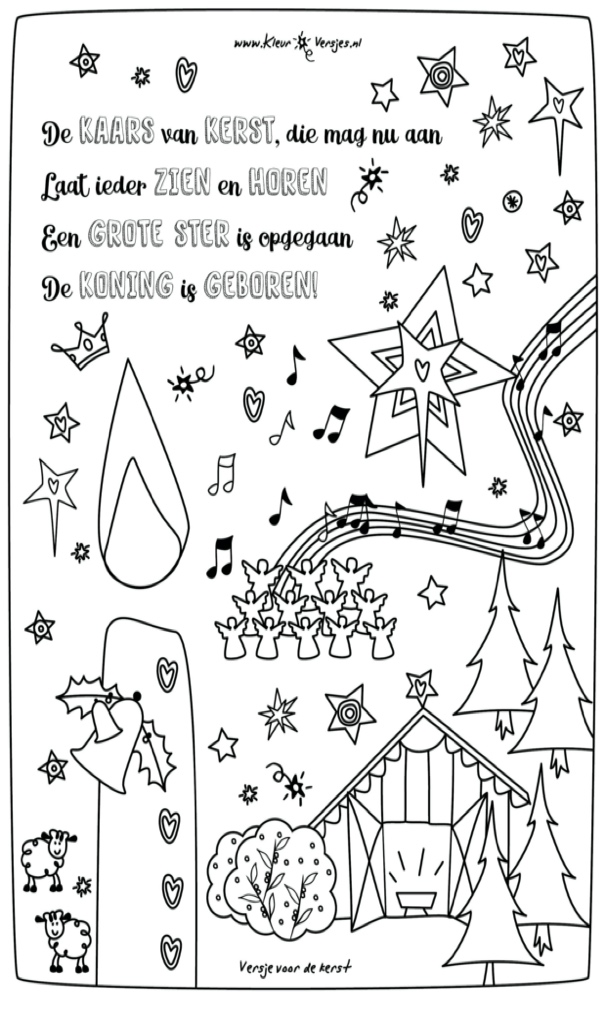 www.KleurVersjes.nl
De KAARS van KERST, die mag nu aan
Laat ieder ZIEN en HOREN
Een GROTE STER is opgegaan
De KONING is GEBOREN!
Versje voor de kerst